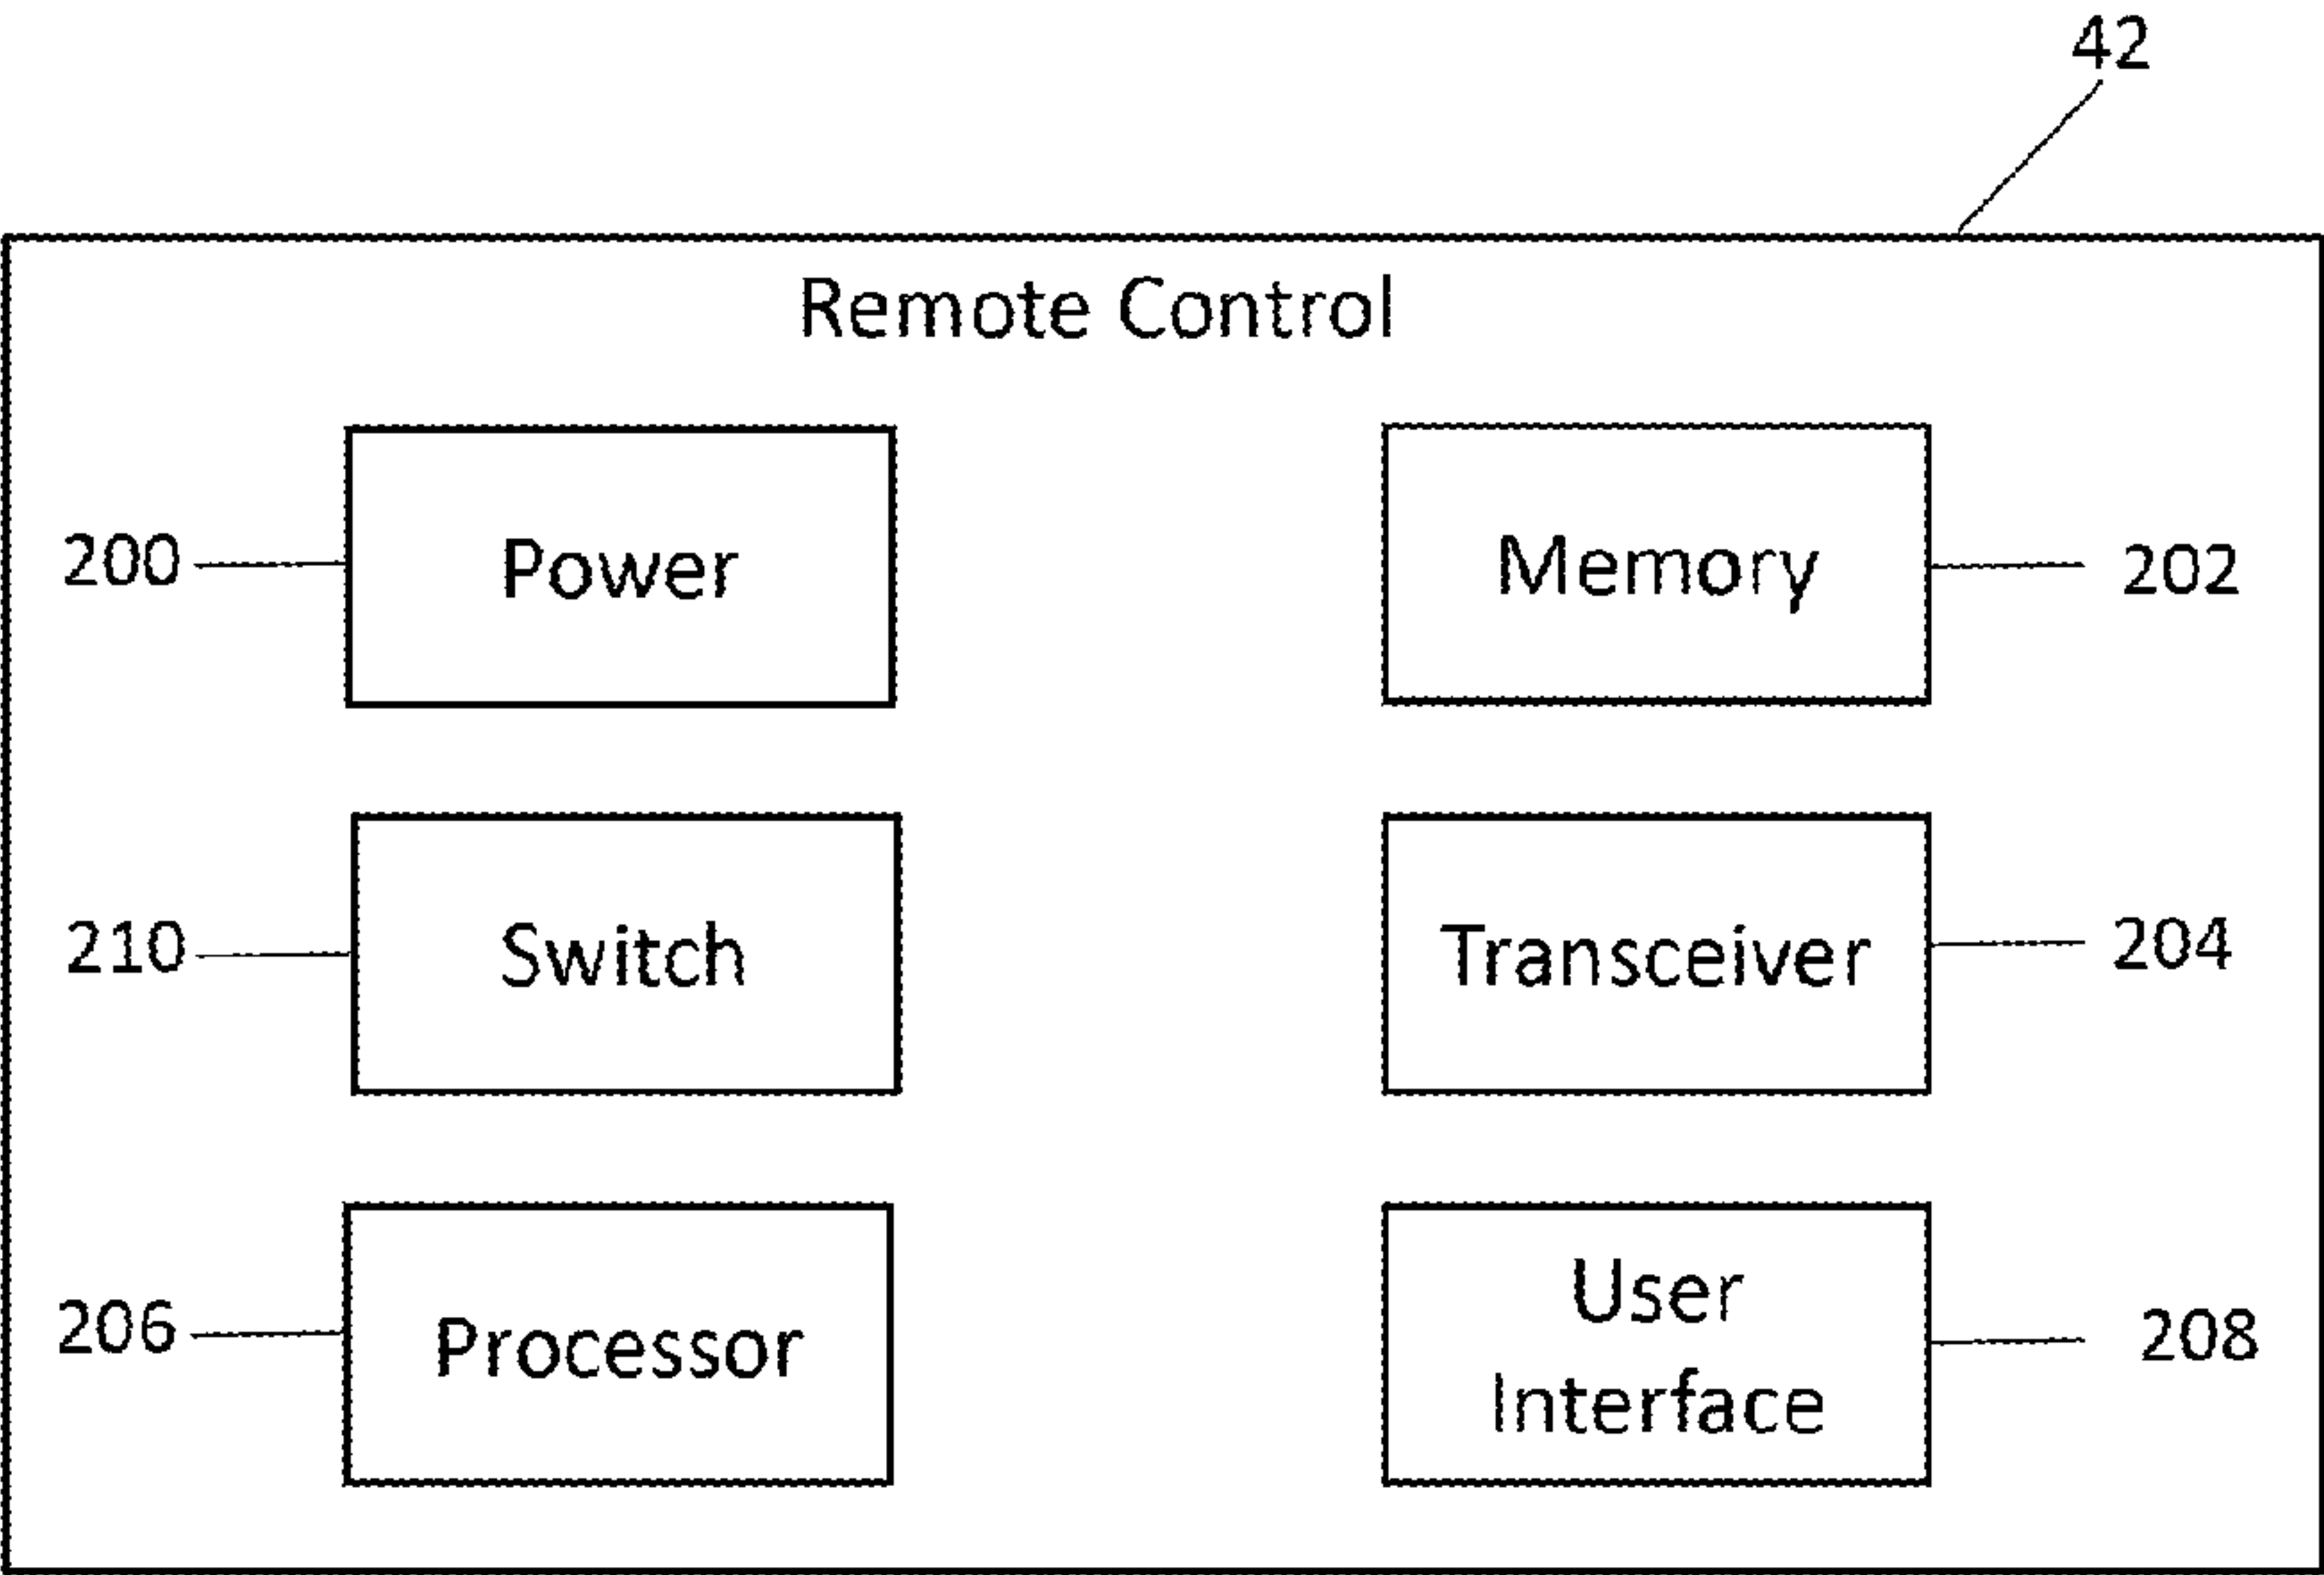 42
Remote Control
200
Power
Memory
202
210
Switch
Transceiver
204
206
Processor
User
Interface
208